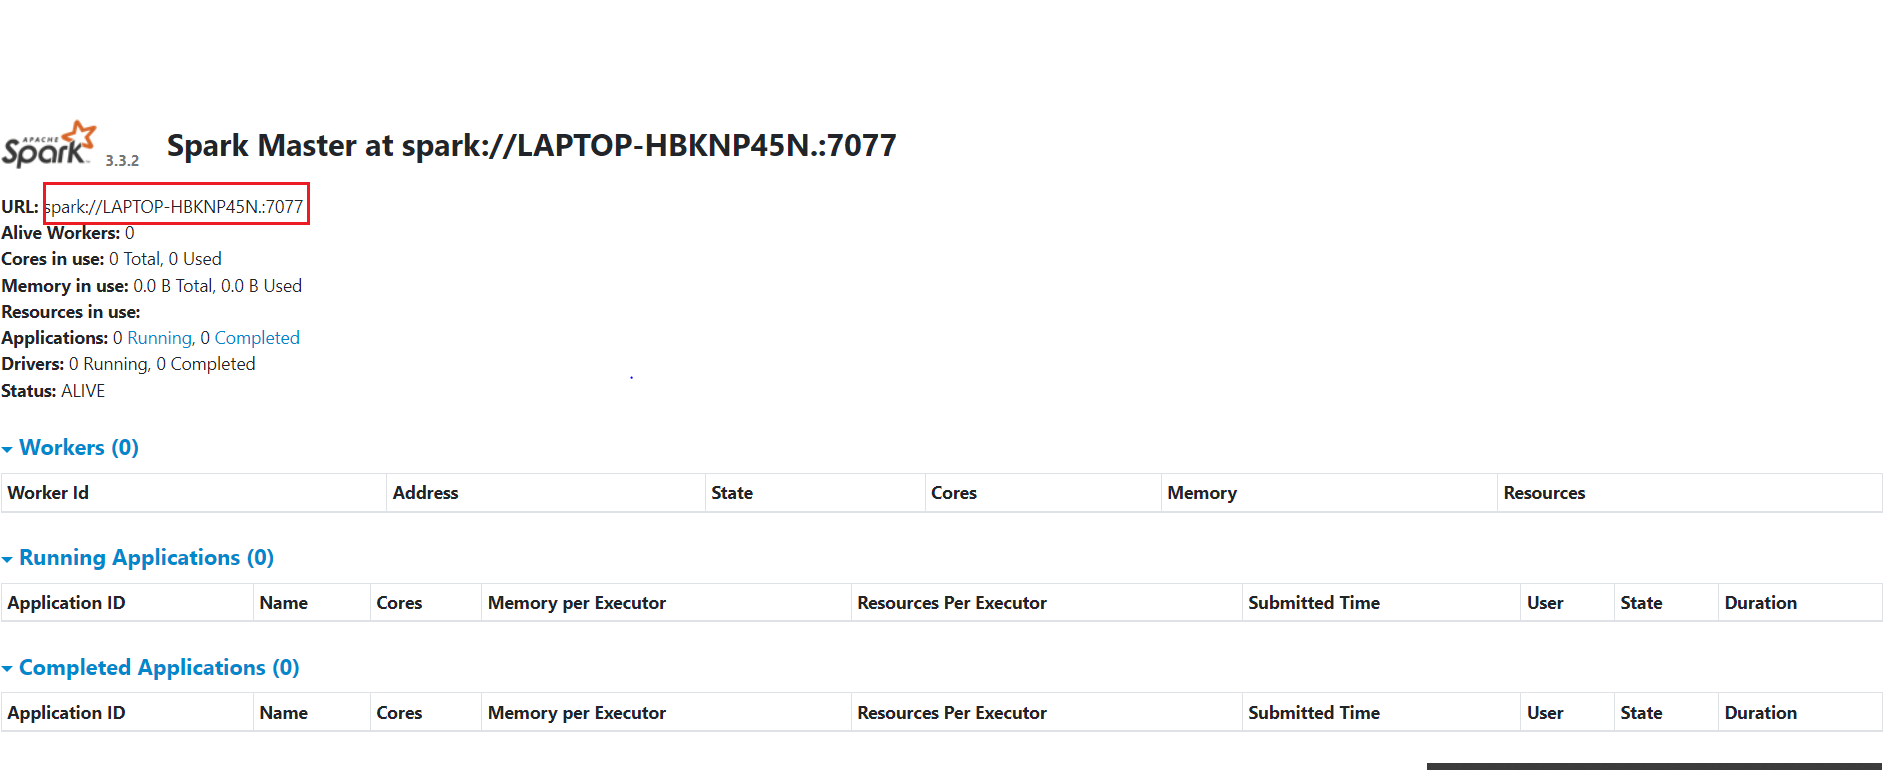 APACHE
Spark 3.3.2 Spark Master at spark://LAPTOP-HBKNP45N.:7077
URL: spark://LAPTOP-HBKNP45N.:7077
Alive Workers: 0
Cores in use: 0 Total, 0 Used
Memory in use: 0.0 B Total, 0.0 B Used
Resources in use:
Applications: 0 Running, 0 Completed
Drivers: 0 Running, 0 Completed
Status: ALIVE
Workers (0)
Worker Id Address State Cores Memory Resources
Running Applications (0)
Application ID Name Cores Memory per Executor Resources Per Executor Submitted Time User State Duration
Completed Applications (0)
Application ID Name Cores Memory per Executor Resources Per Executor Submitted Time User State Duration